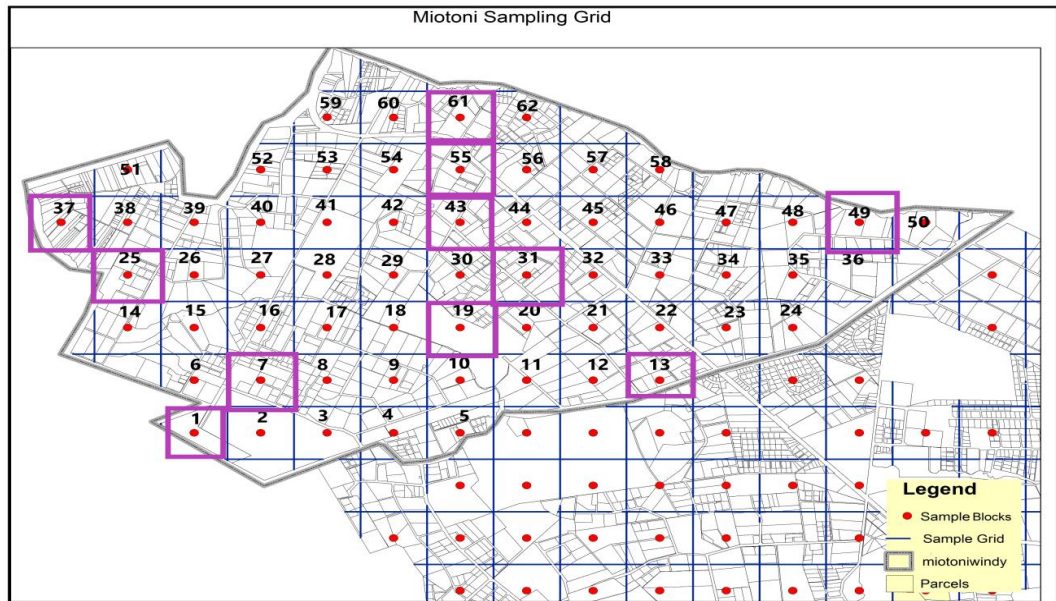 Miotoni Sampling Grid
59 60 61 62
51 52 53 54 55 56 57 58
37 38 39 40 41 42 43 44 45 46 47 48 49 50
25 26 27 28 29 30 31 32 33 34 35 36
14 15 16 17 18 19 20 21 22 23 24
6 7 8 9 10 11 12 13
1 2 3 4 5
Legend
Sample Blocks
Sample Grid
miotoniwindy
Parcels